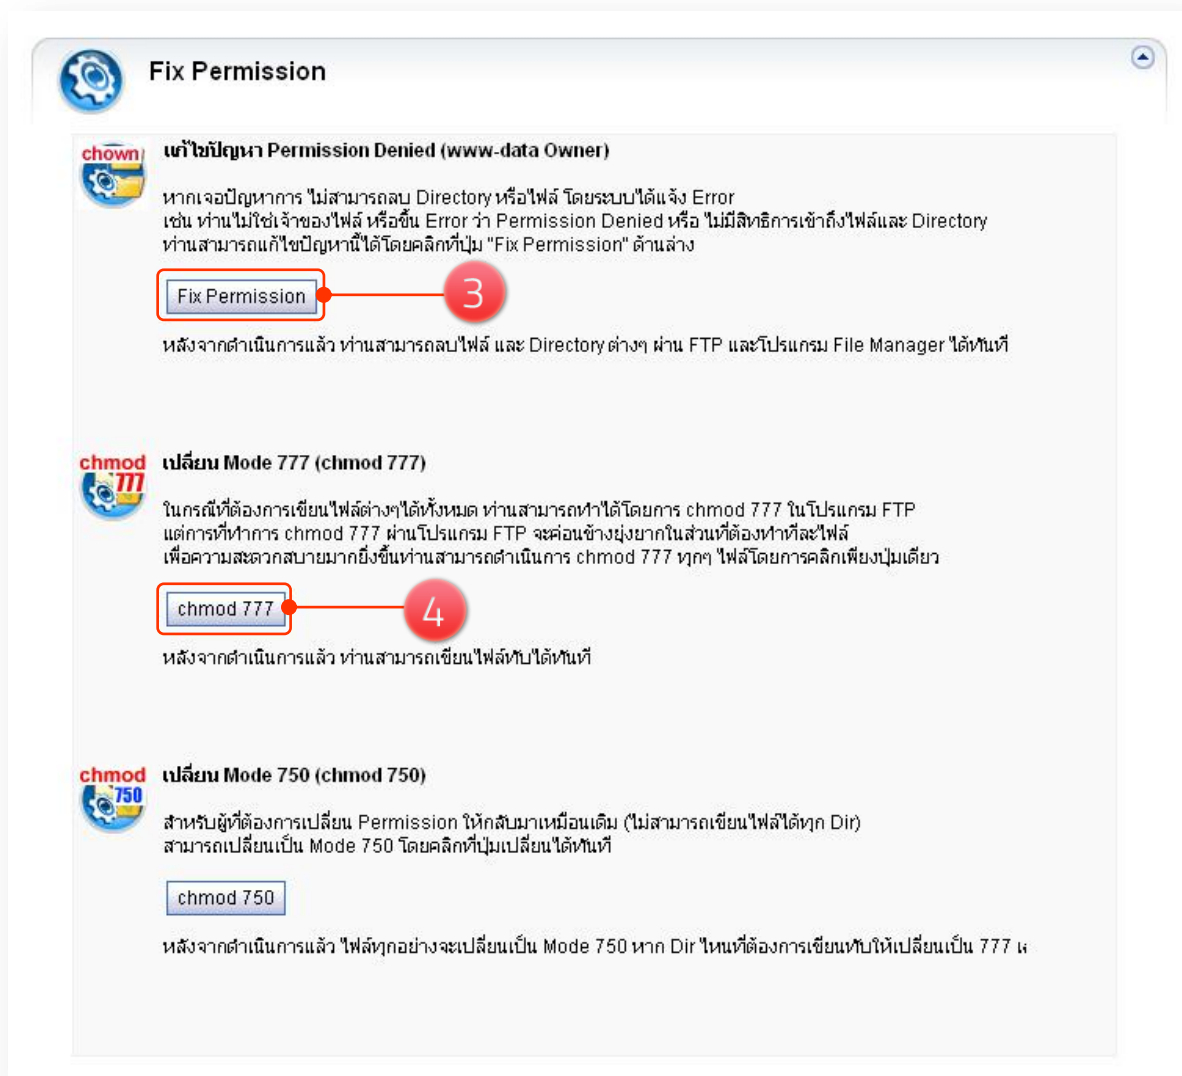 Fix Permission
chown
แก้ไขปัญหา Permission Denied (www-data Owner)
หากเจอปัญหาการ ไม่สามารถลบ Directory หรือไฟล์ โดยระบบได้แจ้ง Error
เช่น ท่านไม่ใช่เจ้าของไฟล์ หรือขึ้น Error ว่า Permission Denied หรือ ไม่มีสิทธิการเข้าถึงไฟล์และ Directory
ท่านสามารถแก้ไขปัญหานี้ได้โดยคลิกที่ปุ่ม "Fix Permission" ด้านล่าง
Fix Permission
3
หลังจากดำเนินการแล้ว ท่านสามารถลบไฟล์ และ Directory ต่างๆ ผ่าน FTP และโปรแกรม File Manager ได้ทันที
chmod
777
เปลี่ยน Mode 777 (chmod 777)
ในกรณีที่ต้องการเขียนไฟล์ต่างๆได้ทั้งหมด ท่านสามารถทำได้โดยการ chmod 777 ในโปรแกรม FTP
แต่การที่ทำการ chmod 777 ผ่านโปรแกรม FTP จะค่อนข้างยุ่งยากในส่วนที่ต้องทำทีละไฟล์
เพื่อความสะดวกสบายมากยิ่งขึ้นท่านสามารถดำเนินการ chmod 777 ทุกๆ ไฟล์โดยการคลิกเพียงปุ่มเดียว
chmod 777
4
หลังจากดำเนินการแล้ว ท่านสามารถเขียนไฟล์ทับได้ทันที
chmod
750
เปลี่ยน Mode 750 (chmod 750)
สำหรับผู้ที่ต้องการเปลี่ยน Permission ให้กลับมาเหมือนเดิม (ไม่สามารถเขียนไฟล์ได้ทุก Dir)
สามารถเปลี่ยนเป็น Mode 750 โดยคลิกที่ปุ่มเปลี่ยนได้ทันที
chmod 750
หลังจากดำเนินการแล้ว ไฟล์ทุกอย่างจะเปลี่ยนเป็น Mode 750 หาก Dir ไหนที่ต้องการเขียนทับให้เปลี่ยนเป็น 777